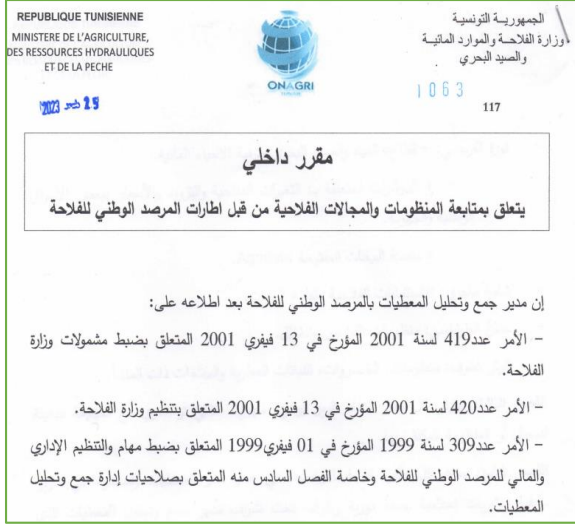 REPUBLIQUE TUNISIENNE
MINISTERE DE L'AGRICULTURE,
DES RESSOURCES HYDRAULIQUES
ET DE LA PECHE
ONAGRI
الجمهوريـة التونسيـة
وزارة الفلاحـة والموارد المائيـة
والصيد البحري
1063
117
25 ديسمبر 2023
مقرر داخلي
يتعلق بمتابعة المنظومات والمجالات الفلاحية من قبل اطارات المرصد الوطني للفلاحة
إن مدير جمع وتحليل المعطيات بالمرصد الوطني للفلاحة بعد اطلاعه على:
– الأمر عدد419 لسنة 2001 المؤرخ في 13 فيفري 2001 المتعلق بضبط مشمولات وزارة
الفلاحة.
– الأمر عدد420 لسنة 2001 المؤرخ في 13 فيفري 2001 المتعلق بتنظيم وزارة الفلاحة.
– الأمر عدد309 لسنة 1999 المؤرخ في 01 فيفري1999 المتعلق بضبط مهام والتنظيم الإداري
والمالي للمرصد الوطني للفلاحة وخاصة الفصل السادس منه المتعلق بصلاحيات إدارة جمع وتحليل
المعطيات.